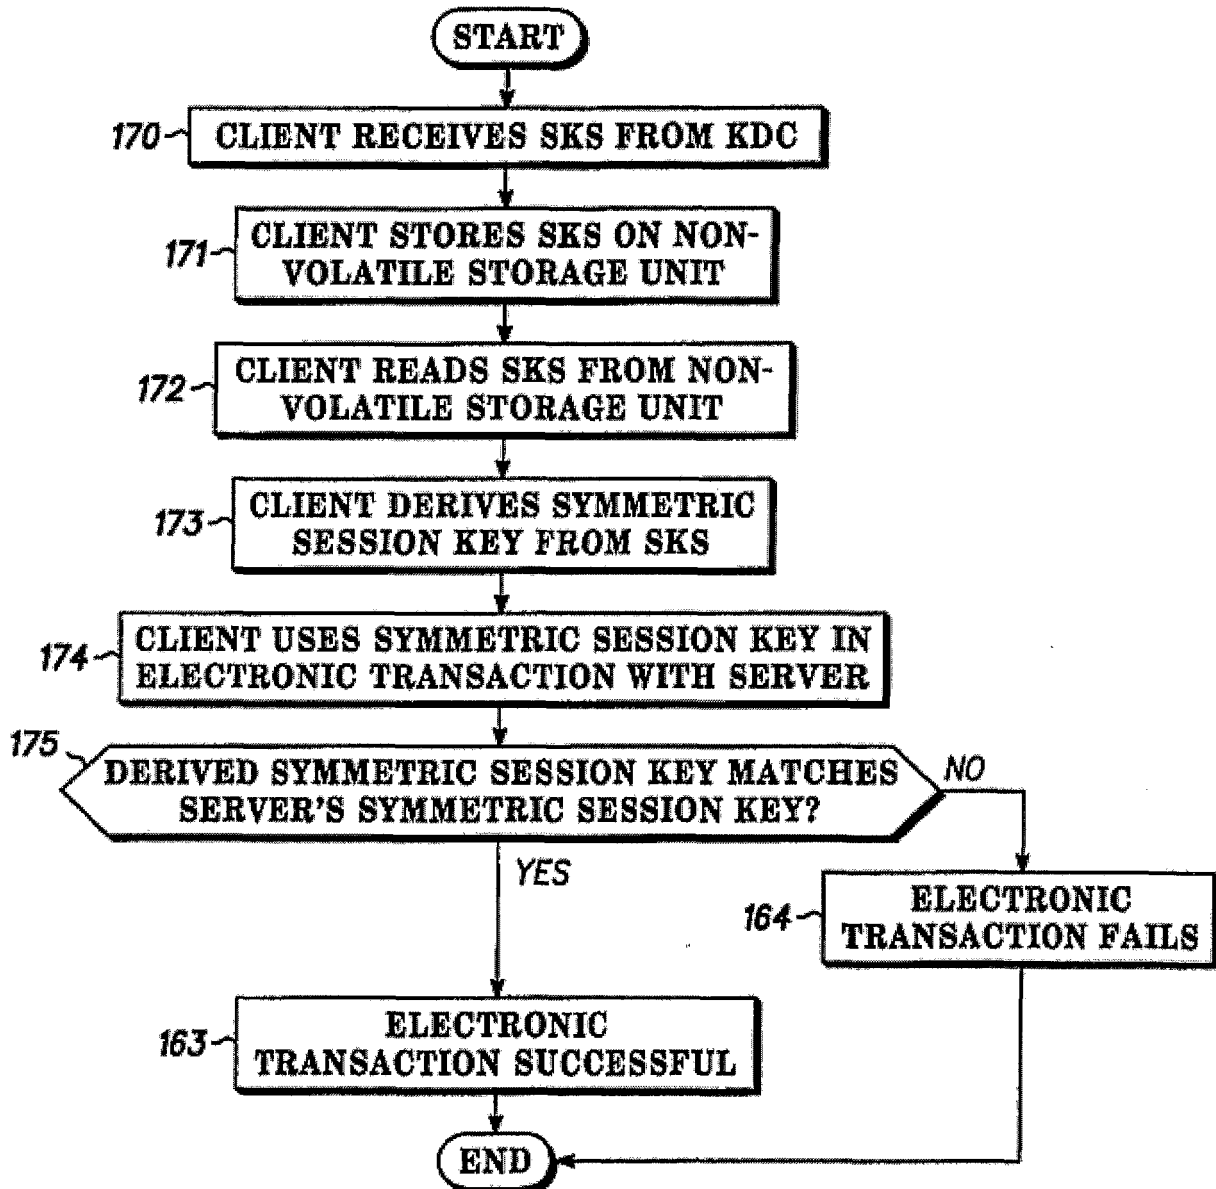 START
170
CLIENT RECEIVES SKS FROM KDC
171
CLIENT STORES SKS ON NON-
VOLATILE STORAGE UNIT
172
CLIENT READS SKS FROM NON-
VOLATILE STORAGE UNIT
173
CLIENT DERIVES SYMMETRIC
SESSION KEY FROM SKS
174
CLIENT USES SYMMETRIC SESSION KEY IN
ELECTRONIC TRANSACTION WITH SERVER
175
DERIVED SYMMETRIC SESSION KEY MATCHES
SERVER'S SYMMETRIC SESSION KEY?
NO
YES
164
ELECTRONIC
TRANSACTION FAILS
163
ELECTRONIC
TRANSACTION SUCCESSFUL
END